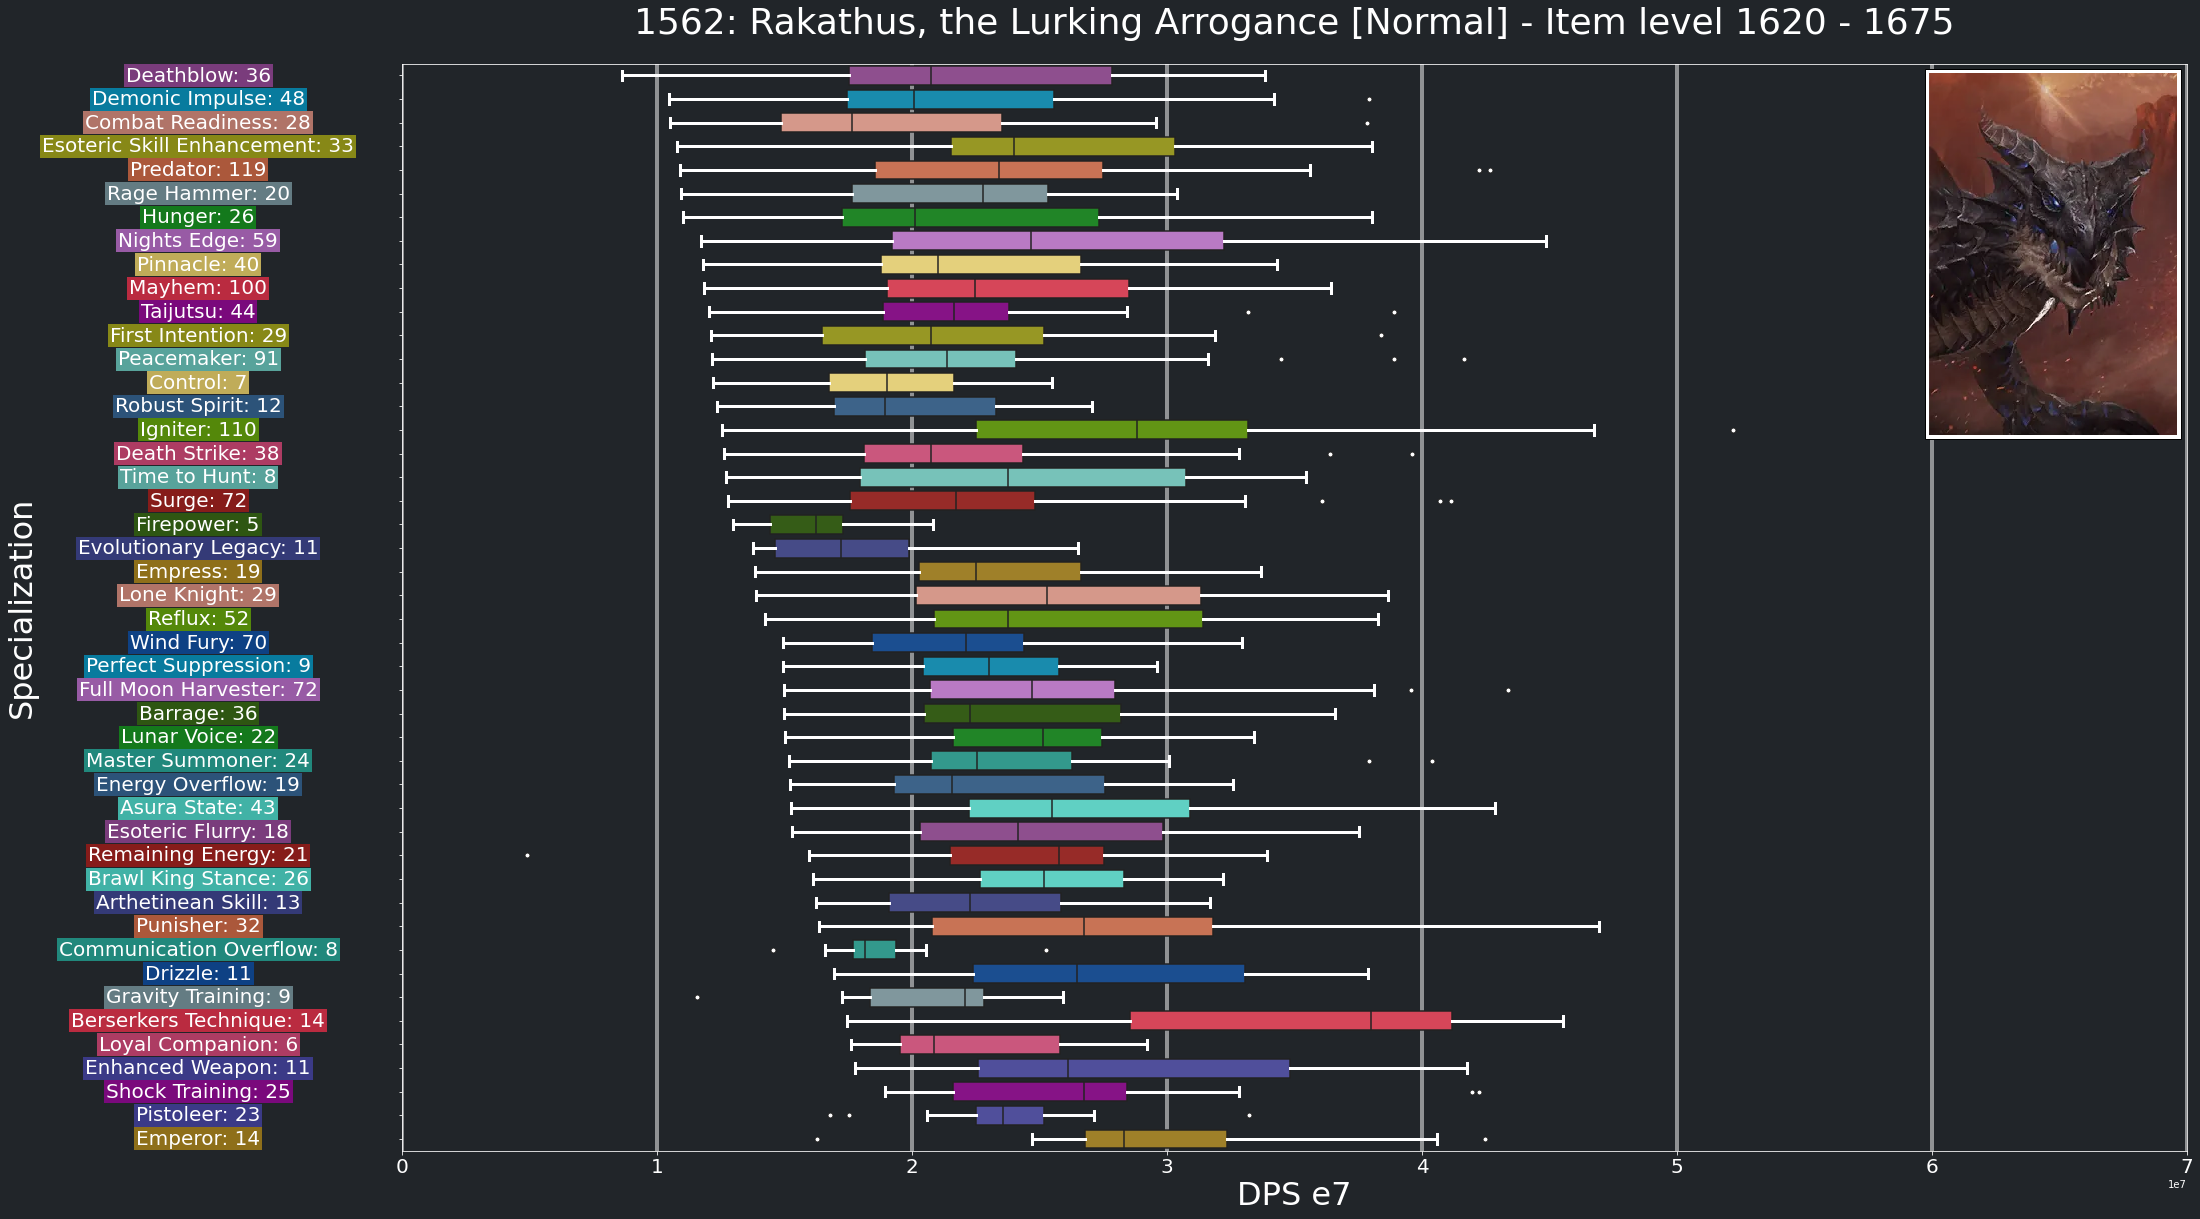 1562: Rakathus, the Lurking Arrogance [Normal] - Item level 1620 - 1675
Specialization
Deathblow: 36
Demonic Impulse: 48
Combat Readiness: 28
Esoteric Skill Enhancement: 33
Predator: 119
Rage Hammer: 20
Hunger: 26
Nights Edge: 59
Pinnacle: 40
Mayhem: 100
Taijutsu: 44
First Intention: 29
Peacemaker: 91
Control: 7
Robust Spirit: 12
Igniter: 110
Death Strike: 38
Time to Hunt: 8
Surge: 72
Firepower: 5
Evolutionary Legacy: 11
Empress: 19
Lone Knight: 29
Reflux: 52
Wind Fury: 70
Perfect Suppression: 9
Full Moon Harvester: 72
Barrage: 36
Lunar Voice: 22
Master Summoner: 24
Energy Overflow: 19
Asura State: 43
Esoteric Flurry: 18
Remaining Energy: 21
Brawl King Stance: 26
Arthetinean Skill: 13
Punisher: 32
Communication Overflow: 8
Drizzle: 11
Gravity Training: 9
Berserkers Technique: 14
Loyal Companion: 6
Enhanced Weapon: 11
Shock Training: 25
Pistoleer: 23
Emperor: 14
0 1 2 3 4 5 6 7
DPS e7
1e7